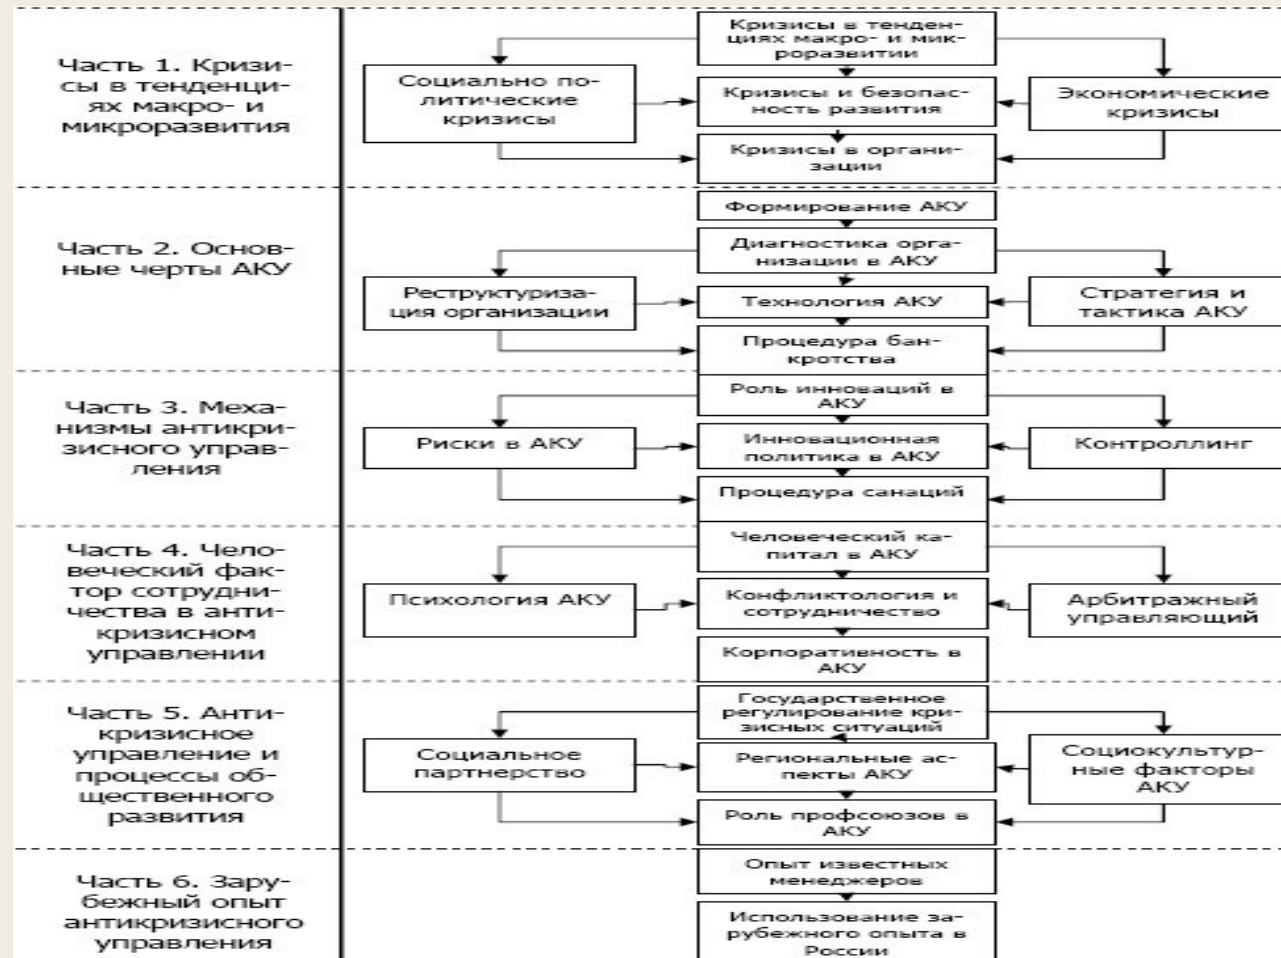 Часть 1. Кризи-
сы в тенденци-
ях макро- и
микроразвития
Кризисы в тенден-
циях макро- и мик-
роразвитии
Социально по-
литические
кризисы
Кризисы и безопас-
ность развития
Экономические
кризисы
Кризисы в органи-
зации
Часть 2. Основ-
ные черты АКУ
Формирование АКУ
Диагностика орга-
низации в АКУ
Реструктуриза-
ция организации
Технология АКУ
Стратегия и
тактика АКУ
Процедура бан-
кротства
Часть 3. Меха-
низмы антикри-
зисного управ-
ления
Роль инноваций в
АКУ
Риски в АКУ
Инновационная
политика в АКУ
Контроллинг
Процедура санаций
Часть 4. Чело-
веческий фак-
тор сотрудни-
чества в анти-
кризисном
управлении
Человеческий ка-
питал в АКУ
Психология АКУ
Конфликтология и
сотрудничество
Арбитражный
управляющий
Корпоративность в
АКУ
Часть 5. Анти-
кризисное
управление и
процессы об-
щественного
развития
Государственное
регулирование кри-
зисных ситуаций
Социальное
партнерство
Региональные ас-
пекты АКУ
Социокультур-
ные факторы
АКУ
Роль профсоюзов в
АКУ
Часть 6. Зару-
бежный опыт
антикризисного
управления
Опыт известных
менеджеров
Использование за-
рубежного опыта в
России